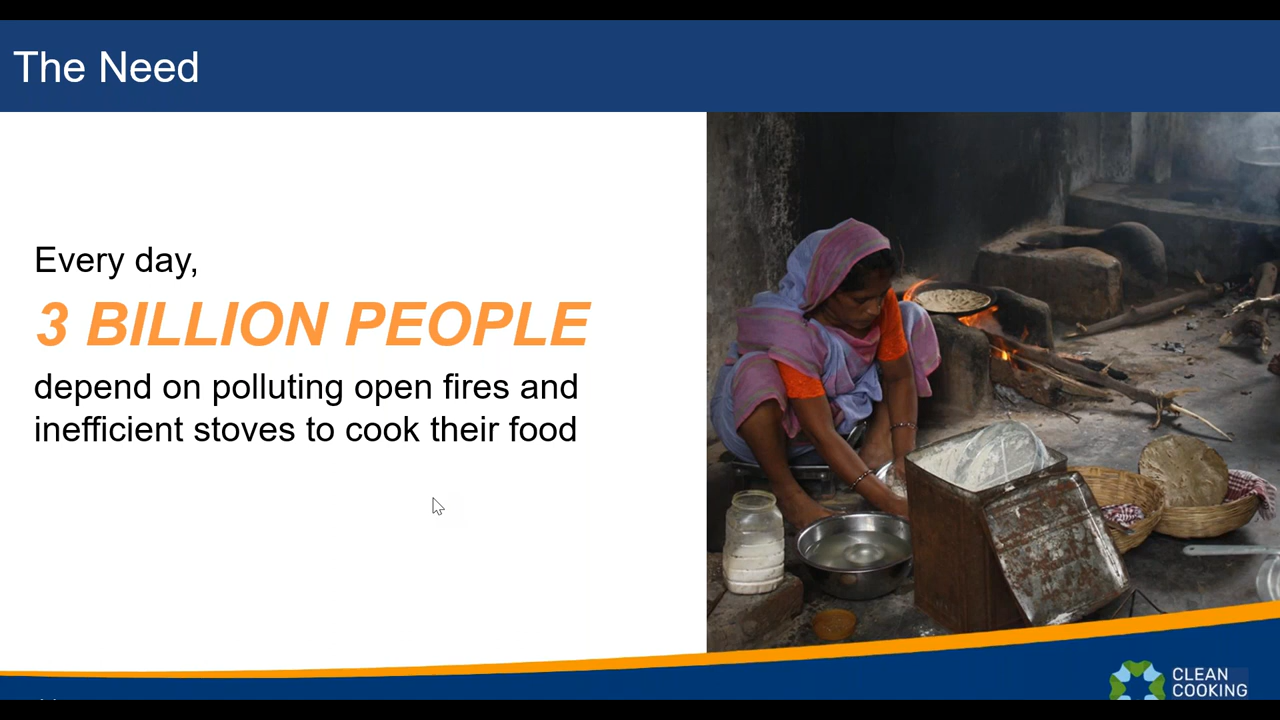 The Need
Every day,
3 BILLION PEOPLE
depend on polluting open fires and
inefficient stoves to cook their food
CLEAN
COOKING